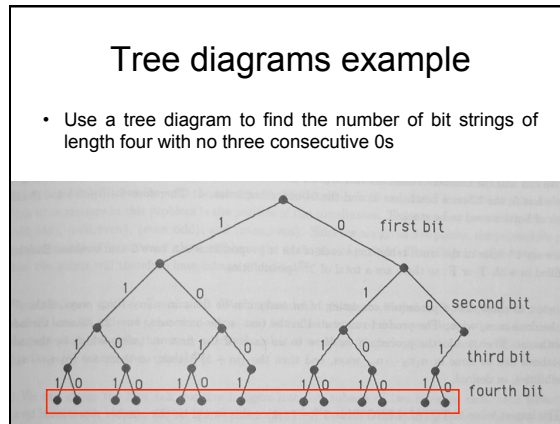 Tree diagrams example
• Use a tree diagram to find the number of bit strings of
length four with no three consecutive 0s
1 0 first bit
1 0 1 0 second bit
1 0 1 0 1 0 1 third bit
1 0 1 0 1 0 1 1 0 1 0 1 0 fourth bit